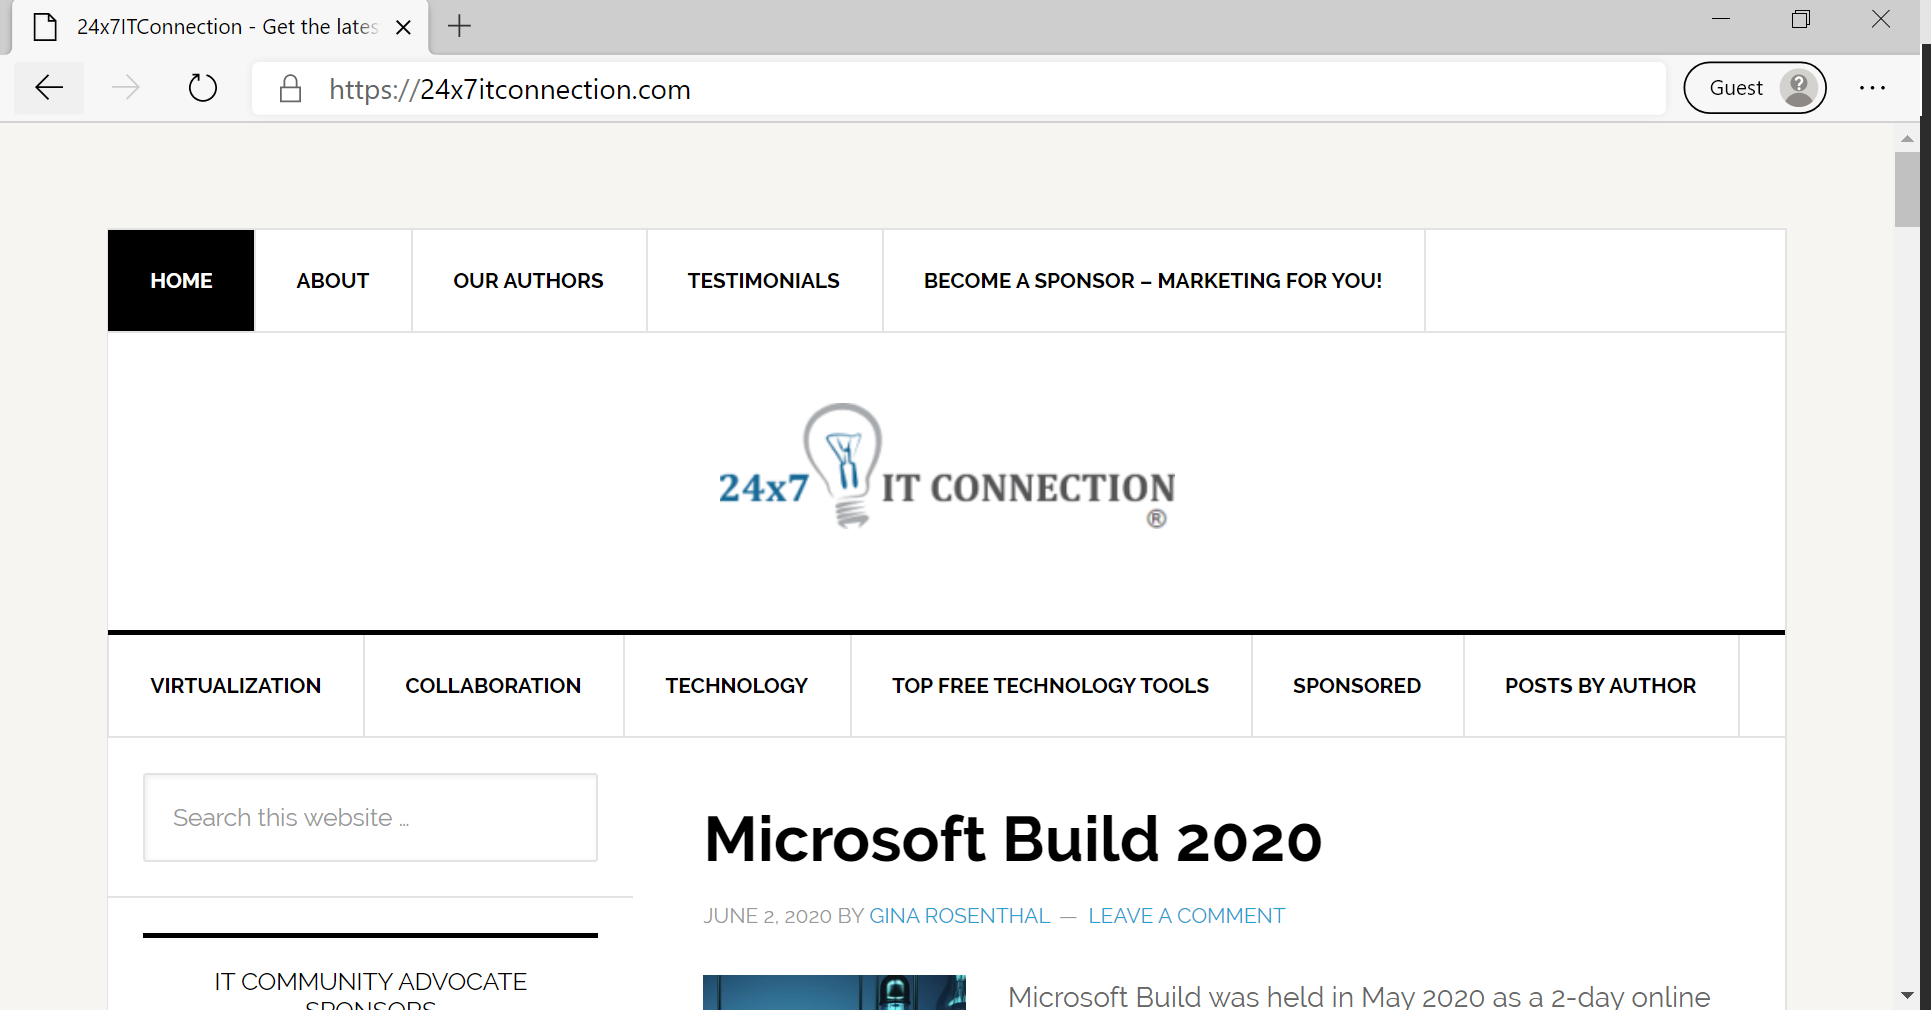 24x7ITConnection - Get the lates
https://24x7itconnection.com
Guest
HOME
ABOUT
OUR AUTHORS
TESTIMONIALS
BECOME A SPONSOR – MARKETING FOR YOU!
24x7 IT CONNECTION
®
VIRTUALIZATION
COLLABORATION
TECHNOLOGY
TOP FREE TECHNOLOGY TOOLS
SPONSORED
POSTS BY AUTHOR
Search this website …
IT COMMUNITY ADVOCATE
SPONSORS
Microsoft Build 2020
JUNE 2, 2020 BY GINA ROSENTHAL — LEAVE A COMMENT
Microsoft Build was held in May 2020 as a 2-day online